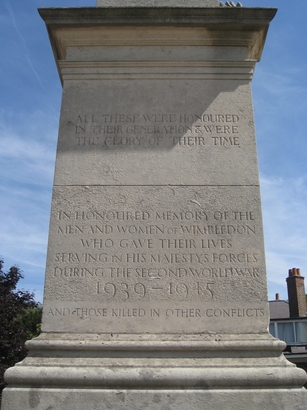 ALL THESE WERE HONOURED
IN THEIR GENERATION & WERE
THE GLORY OF THEIR TIME
IN HONOURED MEMORY OF THE
MEN AND WOMEN OF WIMBLEDON
WHO GAVE THEIR LIVES
SERVING IN HIS MAJESTY'S FORCES
DURING THE SECOND WORLD WAR
1939-1945
AND THOSE KILLED IN OTHER CONFLICTS